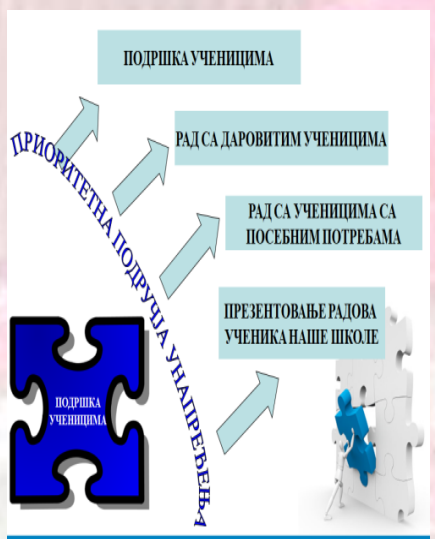 ПОДРШКА УЧЕНИЦИМА
РАД СА ДАРОВИТИМ УЧЕНИЦИМА
РАД СА УЧЕНИЦИМА СА
ПОСЕБНИМ ПОТРЕБАМА
ПРЕЗЕНТОВАЊЕ РАДОВА
УЧЕНИКА НАШЕ ШКОЛЕ
ПРИОРИТЕТНА ПОДРУЧЈА УНАПРЕЂЕЊА
ПОДРШКА
УЧЕНИЦИМА